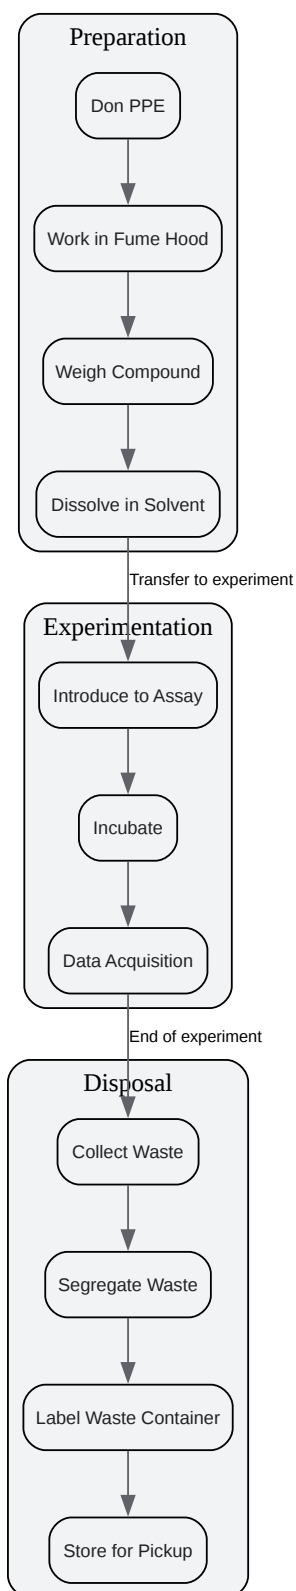 Preparation
Don PPE
Work in Fume Hood
Weigh Compound
Dissolve in Solvent
Transfer to experiment
Experimentation
Introduce to Assay
Incubate
Data Acquisition
End of experiment
Disposal
Collect Waste
Segregate Waste
Label Waste Container
Store for Pickup